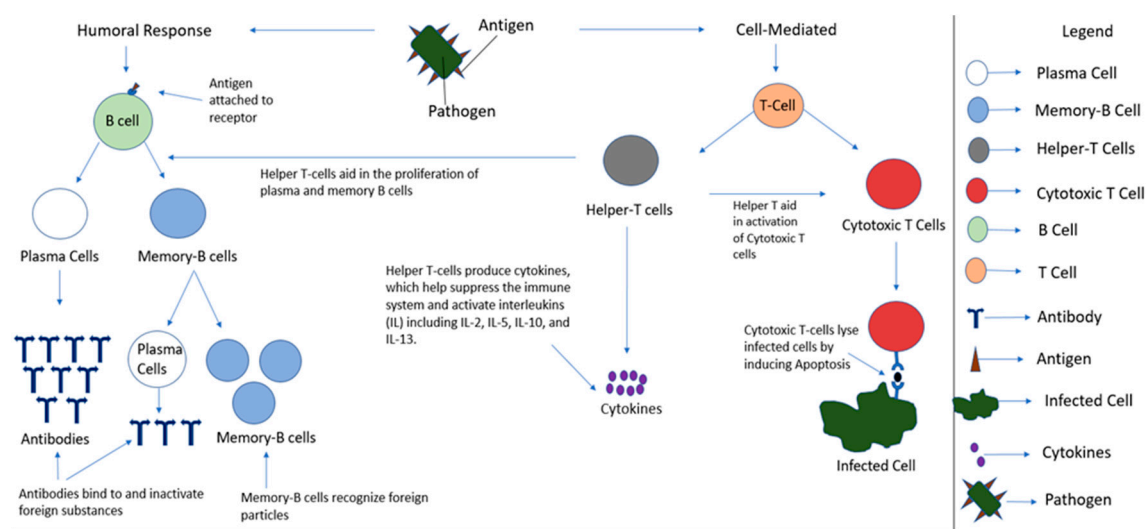 Humoral Response
Antigen
Pathogen
Cell-Mediated
Antigen
attached to
receptor
B cell
T-Cell
Helper T-cells aid in the proliferation of
plasma and memory B cells
Helper-T cells
Helper T aid
in activation
of Cytotoxic T
cells
Cytotoxic T Cells
Plasma Cells
Memory-B cells
Helper T-cells produce cytokines,
which help suppress the immune
system and activate interleukins
(IL) including IL-2, IL-5, IL-10, and
IL-13.
Cytotoxic T-cells lyse
infected cells by
inducing Apoptosis
Plasma
Cells
Cytokines
Antibodies
Memory-B cells
Infected Cell
Antibodies bind to and inactivate
foreign substances
Memory-B cells recognize foreign
particles
Legend
Plasma Cell
Memory-B Cell
Helper-T Cells
Cytotoxic T Cell
B Cell
T Cell
Antibody
Antigen
Infected Cell
Cytokines
Pathogen